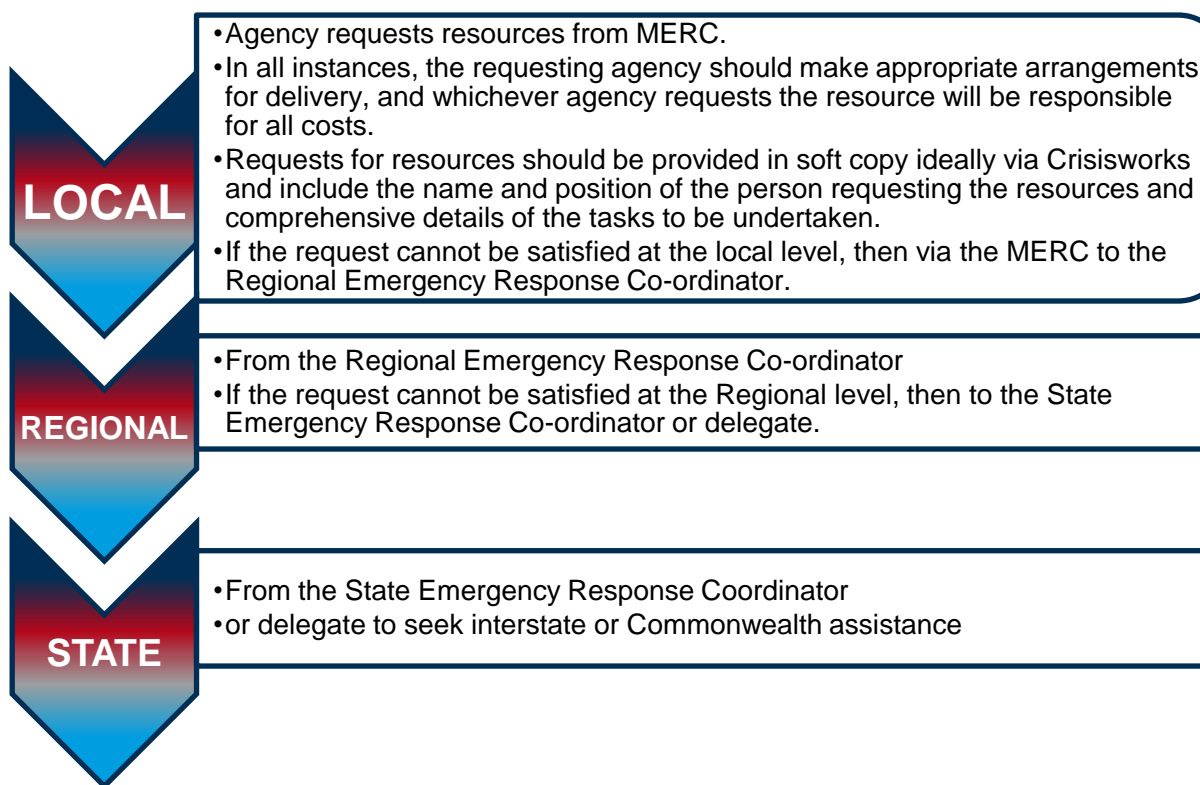 LOCAL
•Agency requests resources from MERC.
•In all instances, the requesting agency should make appropriate arrangements
for delivery, and whichever agency requests the resource will be responsible
for all costs.
•Requests for resources should be provided in soft copy ideally via Crisisworks
and include the name and position of the person requesting the resources and
comprehensive details of the tasks to be undertaken.
•If the request cannot be satisfied at the local level, then via the MERC to the
Regional Emergency Response Co-ordinator.
REGIONAL
•From the Regional Emergency Response Co-ordinator
•If the request cannot be satisfied at the Regional level, then to the State
Emergency Response Co-ordinator or delegate.
STATE
•From the State Emergency Response Coordinator
•or delegate to seek interstate or Commonwealth assistance